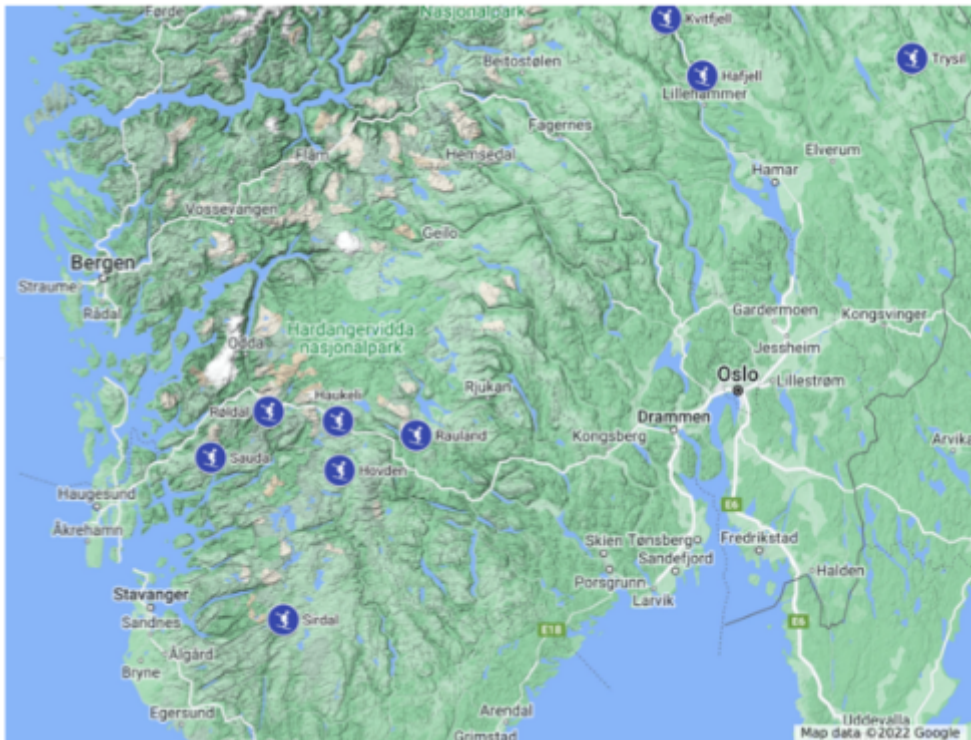 Førde
Nasjonalpark
Kvitfjell
Beitostølen
Trysil
Hafjell
Lillehammer
Fagernes
Elverum
Flåm
Hemsedal
Hamar
Vossevangen
Geilo
Bergen
Straume
Rådal
Gardermoen
Kongsvinger
Hardangervidda
nasjonalpark
Odda
Jessheim
Oslo
Lillestrøm
Rjukan
Haukeli
Røldal
Drammen
Rauland
Kongsberg
Arvika
Sauda
Hovden
Haugesund
E6
Åkrehamn
Skien
Tønsberg
Fredrikstad
Sandefjord
Porsgrunn
Halden
Stavanger
Larvik
Sandnes
Sirdal
E6
E18
Ålgård
Bryne
Egersund
Arendal
Uddevalla
Grimstad
Map data ©2022 Google